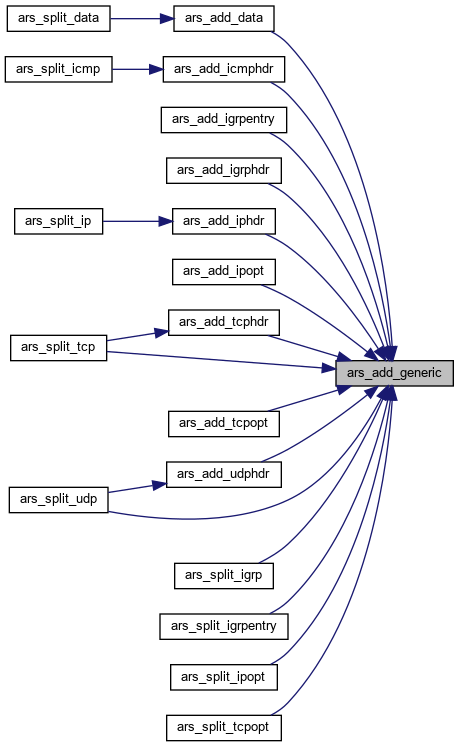 ars_split_data
ars_add_data
ars_split_icmp
ars_add_icmphdr
ars_add_igrpentry
ars_add_igrphdr
ars_split_ip
ars_add_iphdr
ars_add_ipopt
ars_add_tcphdr
ars_split_tcp
ars_add_generic
ars_add_tcpopt
ars_add_udphdr
ars_split_udp
ars_split_igrp
ars_split_igrpentry
ars_split_ipopt
ars_split_tcpopt